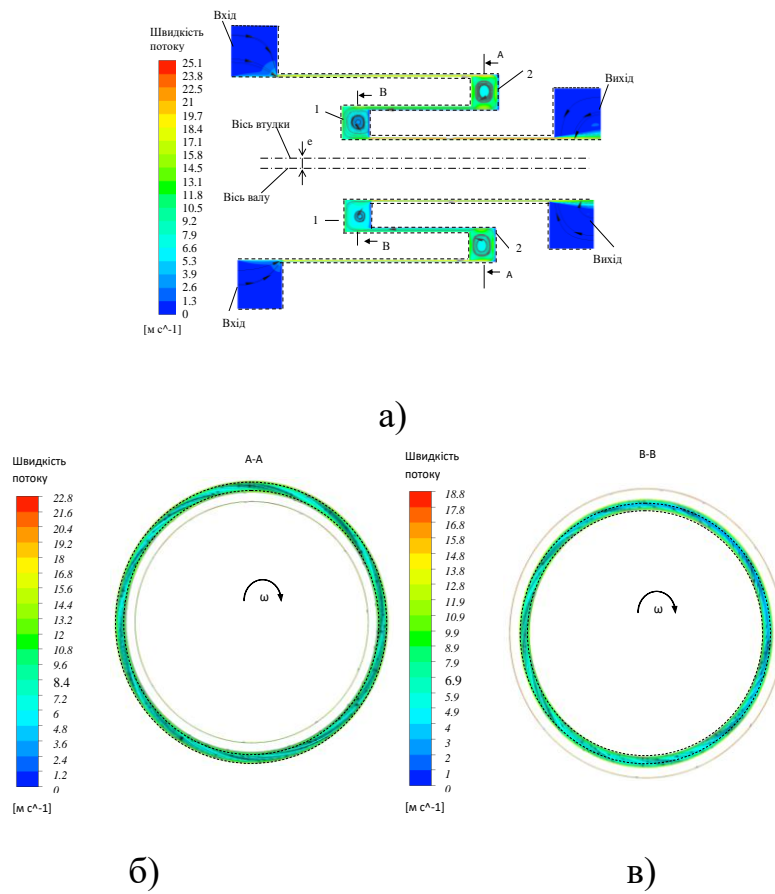 Вхід
Швидкість
потоку
25.1
23.8
22.5
21
19.7
18.4
17.1
15.8
14.5
13.1
11.8
10.5
9.2
7.9
6.6
5.3
3.9
2.6
1.3
0
[м с^-1]
A
2
B
1
Вихід
Вісь втулки
e
Вісь валу
1
B
2
A
Вихід
Вхід
а)
Швидкість
потоку
22.8
21.6
20.4
19.2
18
16.8
15.6
14.4
13.2
12
10.8
9.6
8.4
7.2
6
4.8
3.6
2.4
1.2
0
[м с^-1]
A-A
ω
Швидкість
потоку
18.8
17.8
16.8
15.8
14.8
13.8
12.9
11.9
10.9
9.9
8.9
7.9
6.9
5.9
4.9
4
3
2
1
0
[м с^-1]
B-B
ω
б)
в)